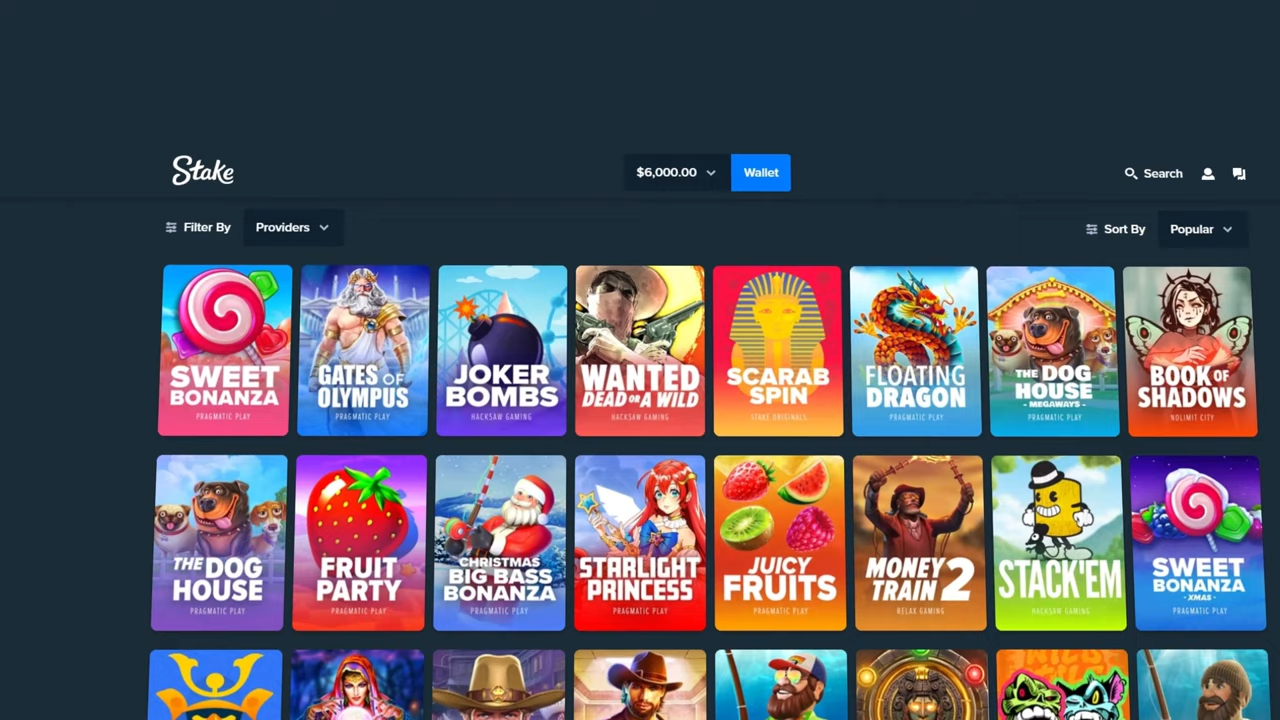 Stake
$6,000.00
Wallet
Search
Filter By
Providers
Sort By
Popular
SWEET
BONANZA
PRAGMATIC PLAY
GATES OF
OLYMPUS
PRAGMATIC PLAY
JOKER
BOMBS
HACKSAW GAMING
WANTED
DEAD OR A WILD
HACKSAW GAMING
SCARAB
SPIN
STAKE ORIGINALS
FLOATING
DRAGON
PRAGMATIC PLAY
THE DOG
HOUSE
- MEGAWAYS -
PRAGMATIC PLAY
BOOK OF
SHADOWS
NOLIMIT CITY
THE DOG
HOUSE
PRAGMATIC PLAY
FRUIT
PARTY
PRAGMATIC PLAY
CHRISTMAS
BIG BASS
BONANZA
PRAGMATIC PLAY
STARLIGHT
PRINCESS
PRAGMATIC PLAY
JUICY
FRUITS
PRAGMATIC PLAY
MONEY
TRAIN 2
RELAX GAMING
STACK'EM
HACKSAW GAMING
SWEET
BONANZA
- XMAS -
PRAGMATIC PLAY